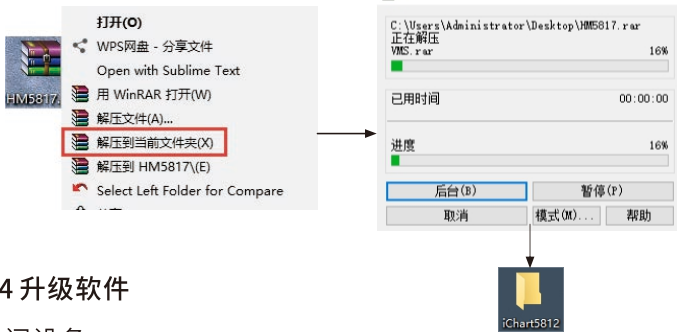 打开(O)
WPS网盘 - 分享文件
Open with Sublime Text
用 WinRAR 打开(W)
解压文件(A)...
解压到当前文件夹(X)
解压到 HM5817\(E)
Select Left Folder for Compare
HM5817.
C:\Users\Administrator\Desktop\HM5817.rar
正在解压
VMS.rar 16%
已用时间 00:00:00
进度 16%
后台(B) 暂停(P)
取消 模式(M)... 帮助
iChart5812
4 升级软件